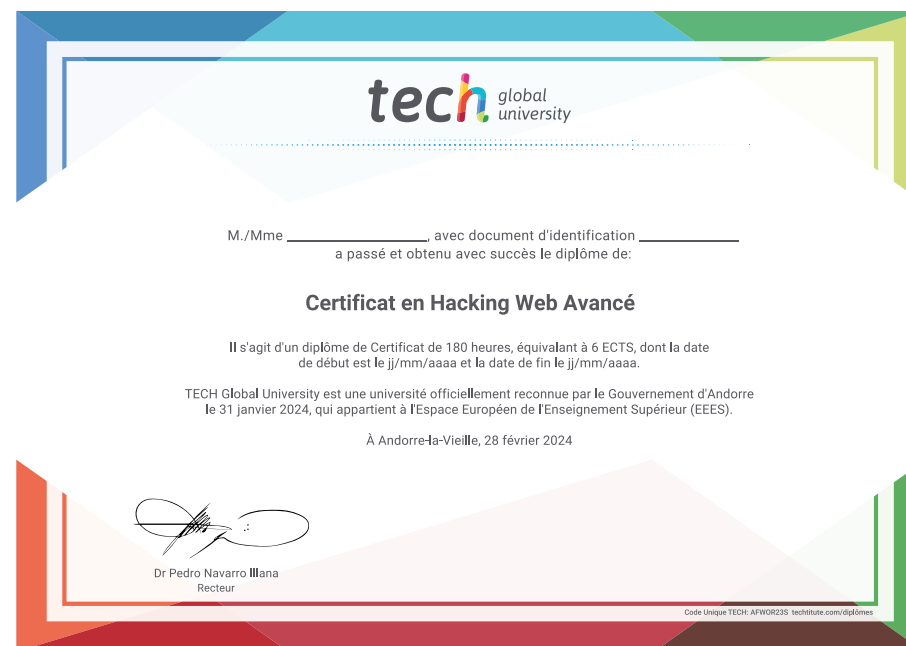 tech global university
M./Mme ____________, avec document d'identification ____________
a passé et obtenu avec succès le diplôme de:
Certificat en Hacking Web Avancé
Il s'agit d'un diplôme de Certificat de 180 heures, équivalant à 6 ECTS, dont la date
de début est le jj/mm/aaaa et la date de fin le jj/mm/aaaa.
TECH Global University est une université officiellement reconnue par le Gouvernement d'Andorre
le 31 janvier 2024, qui appartient à l'Espace Européen de l'Enseignement Supérieur (EEES).
À Andorre-la-Vieille, 28 février 2024
Dr Pedro Navarro Illana
Recteur
Code Unique TECH: AFWOR23S techtitute.com/diplômes